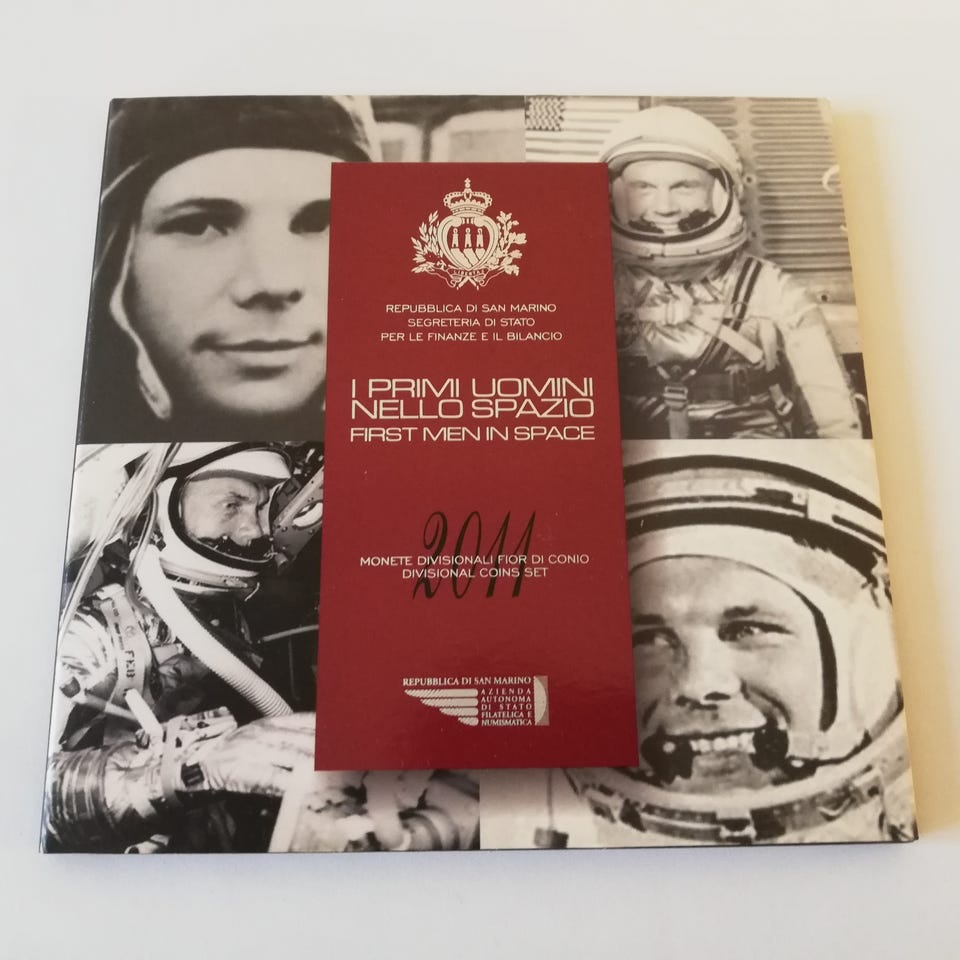 LIBERTAS
REPUBBLICA DI SAN MARINO
SEGRETERIA DI STATO
PER LE FINANZE E IL BILANCIO
I PRIMI UOMINI
NELLO SPAZIO
FIRST MEN IN SPACE
2011
MONETE DIVISIONALI FIOR DI CONIO
DIVISIONAL COINS SET
REPUBBLICA DI SAN MARINO
AZIENDA
AUTONOMA
DI STATO
FILATELICA E
NUMISMATICA
FEB